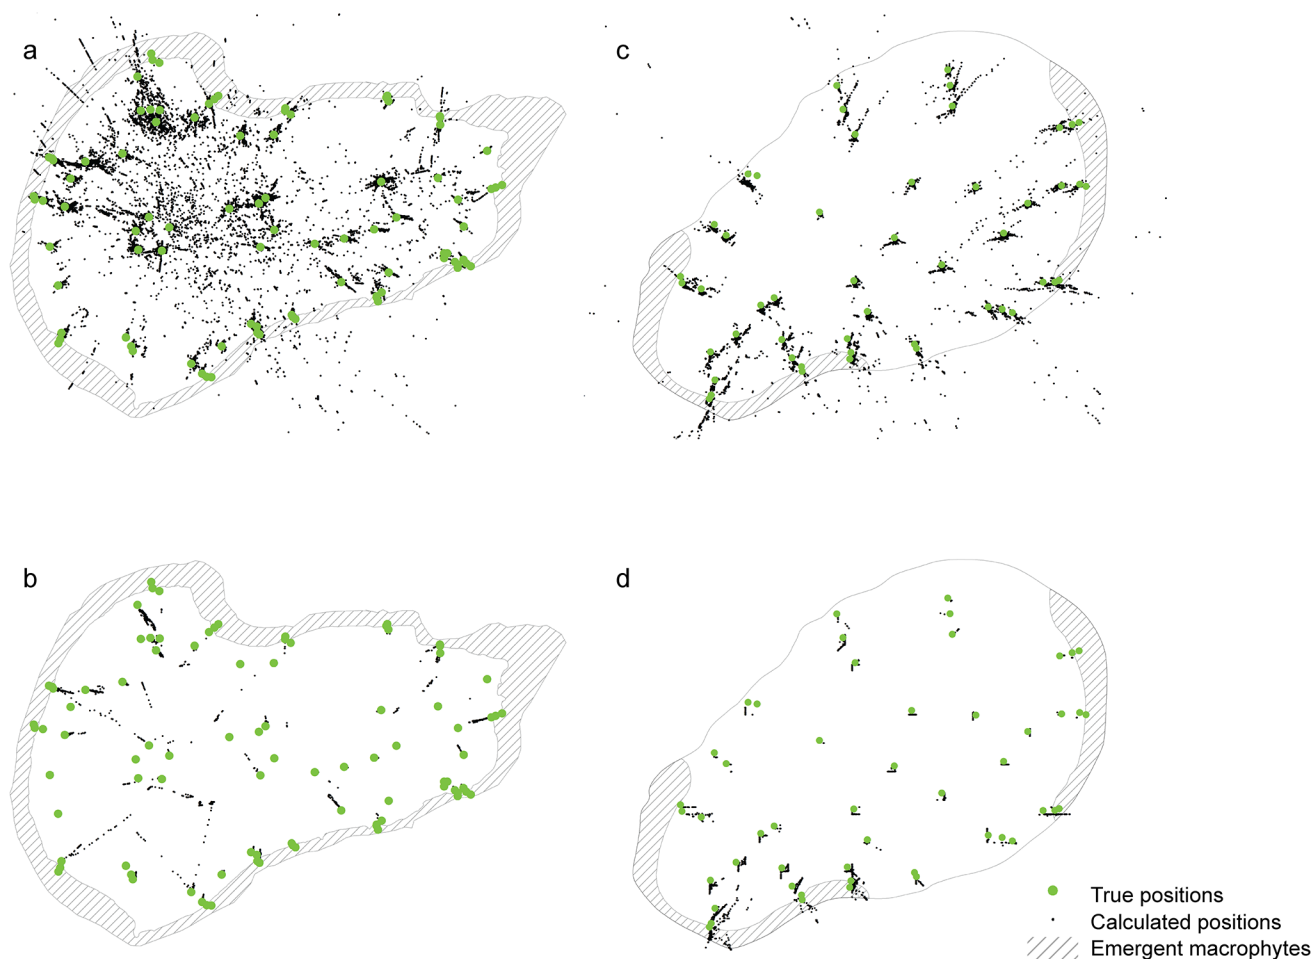 a
c
b
d
True positions
Calculated positions
Emergent macrophytes